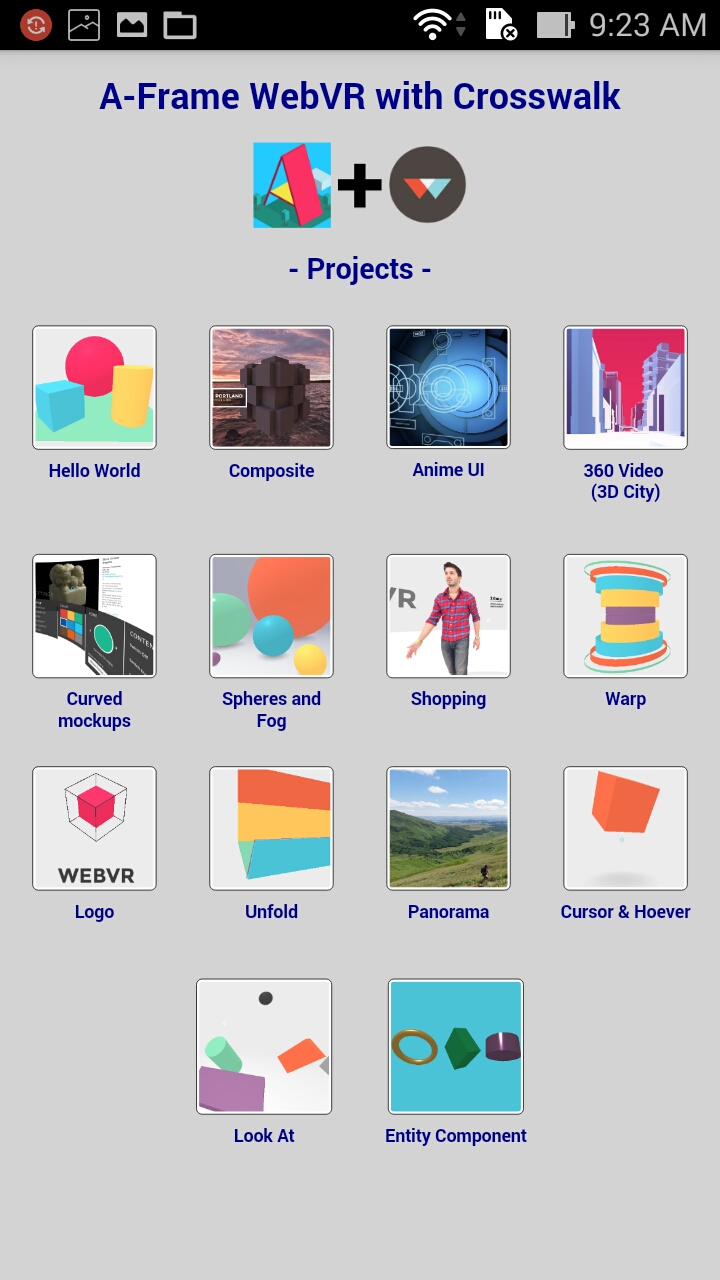 9:23 AM
A-Frame WebVR with Crosswalk
- Projects -
PORTLAND
Hello World
Composite
Anime UI
360 Video
(3D City)
CONTEN
VR
Curved
mockups
Spheres and
Fog
Shopping
Warp
WEBVR
Logo
Unfold
Panorama
Cursor & Hoever
Look At
Entity Component